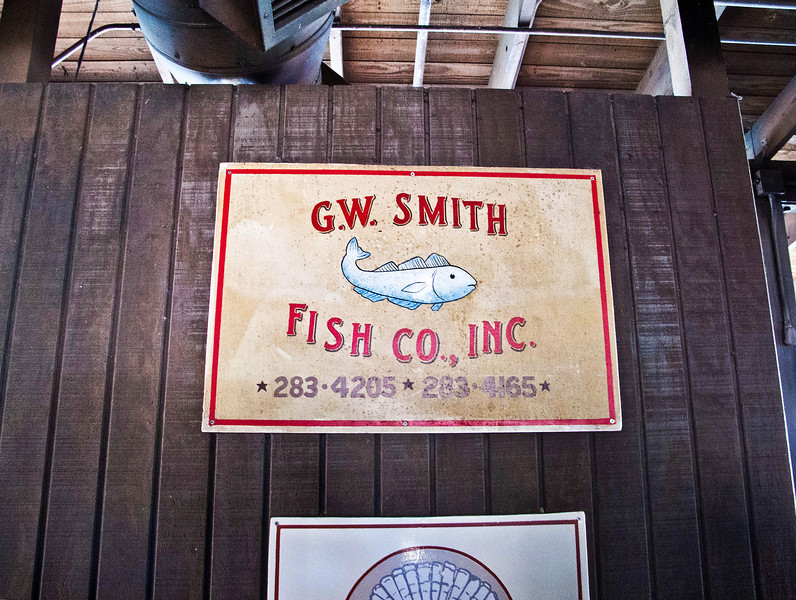 G.W. SMITH
FISH CO., INC.
★ 283·4205 ★ 283·4165 ★